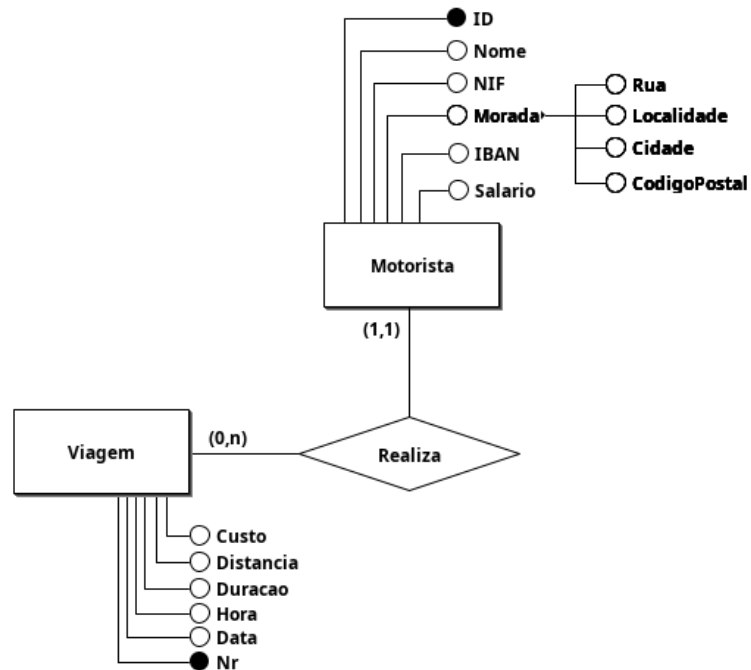 ID
Nome
NIF
Morada
IBAN
Salario
Rua
Localidade
Cidade
CodigoPostal
Motorista
(1,1)
Viagem
(0,n)
Realiza
Custo
Distancia
Duracao
Hora
Data
Nr